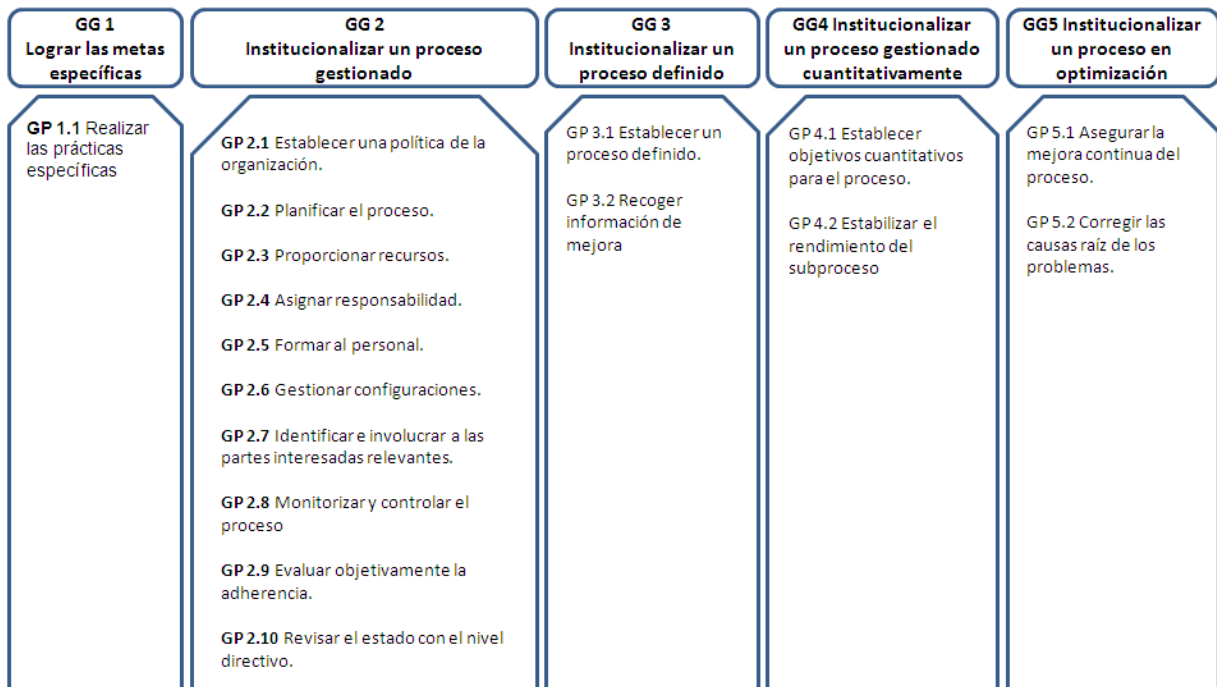 GG 1
Lograr las metas
específicas
GP 1.1 Realizar
las prácticas
específicas
GG 2
Institucionalizar un proceso
gestionado
GP 2.1 Establecer una política de la
organización.
GP 2.2 Planificar el proceso.
GP 2.3 Proporcionar recursos.
GP 2.4 Asignar responsabilidad.
GP 2.5 Formar al personal.
GP 2.6 Gestionar configuraciones.
GP 2.7 Identificar e involucrar a las
partes interesadas relevantes.
GP 2.8 Monitorizar y controlar el
proceso
GP 2.9 Evaluar objetivamente la
adherencia.
GP 2.10 Revisar el estado con el nivel
directivo.
GG 3
Institucionalizar un
proceso definido
GP 3.1 Establecer un
proceso definido.
GP 3.2 Recoger
información de
mejora
GG4 Institucionalizar
un proceso gestionado
cuantitativamente
GP 4.1 Establecer
objetivos cuantitativos
para el proceso.
GP 4.2 Estabilizar el
rendimiento del
subproceso
GG5 Institucionalizar
un proceso en
optimización
GP 5.1 Asegurar la
mejora continua del
proceso.
GP 5.2 Corregir las
causas raíz de los
problemas.